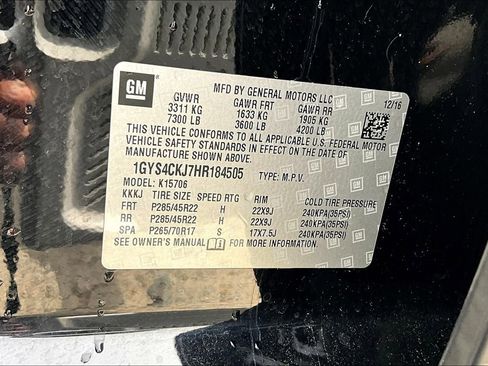 GM
MFD BY GENERAL MOTORS LLC
GVWR GAWR FRT GAWR RR 12/16
3311 KG 1633 KG 1905 KG
7300 LB 3600 LB 4200 LB
THIS VEHICLE CONFORMS TO ALL APPLICABLE U.S. FEDERAL MOTOR
VEHICLE SAFETY STANDARDS IN EFFECT ON THE DATE OF
MANUFACTURE SHOWN ABOVE.
1GYS4CKJ7HR184505 TYPE: M.P.V.
MODEL: K15706
KKKJ TIRE SIZE SPEED RTG RIM COLD TIRE PRESSURE
FRT P285/45R22 H 22X9J 240KPA(35PSI)
RR P285/45R22 H 22X9J 240KPA(35PSI)
SPA P265/70R17 S 17X7.5J 240KPA(35PSI)
SEE OWNER'S MANUAL FOR MORE INFORMATION.